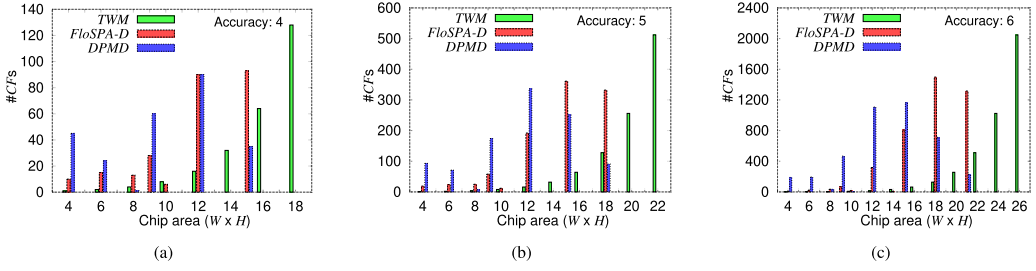 TWM
FloSPA-D
DPMD
Accuracy: 4
#CFs
140
120
100
80
60
40
20
0
4 6 8 10 12 14 16 18
Chip area (W x H)
(a)
TWM
FloSPA-D
DPMD
Accuracy: 5
#CFs
600
500
400
300
200
100
0
4 6 8 10 12 14 16 18 20 22
Chip area (W x H)
(b)
TWM
FloSPA-D
DPMD
Accuracy: 6
#CFs
2400
2000
1600
1200
800
400
0
4 6 8 10 12 14 16 18 20 22 24 26
Chip area (W x H)
(c)